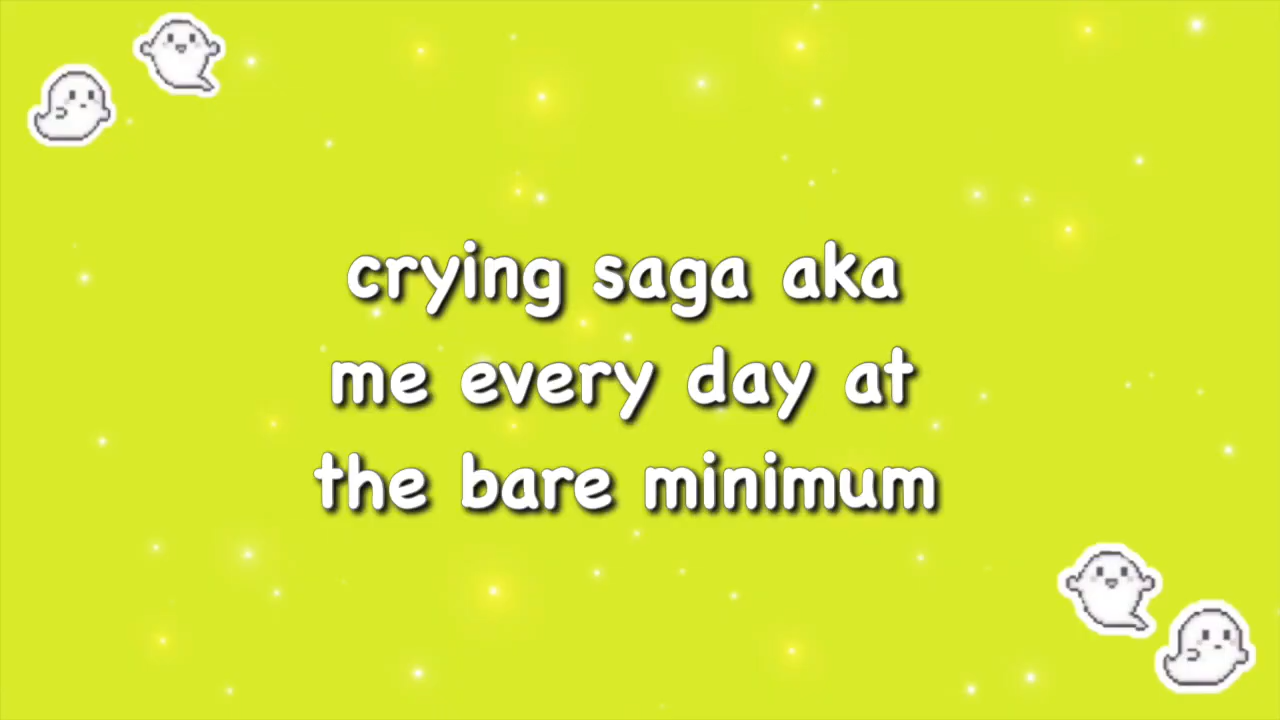 crying saga aka
me every day at
the bare minimum